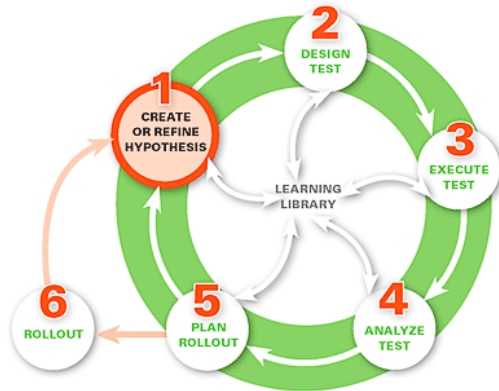 1
CREATE
OR REFINE
HYPOTHESIS
2
DESIGN
TEST
3
EXECUTE
TEST
LEARNING
LIBRARY
4
ANALYZE
TEST
5
PLAN
ROLLOUT
6
ROLLOUT